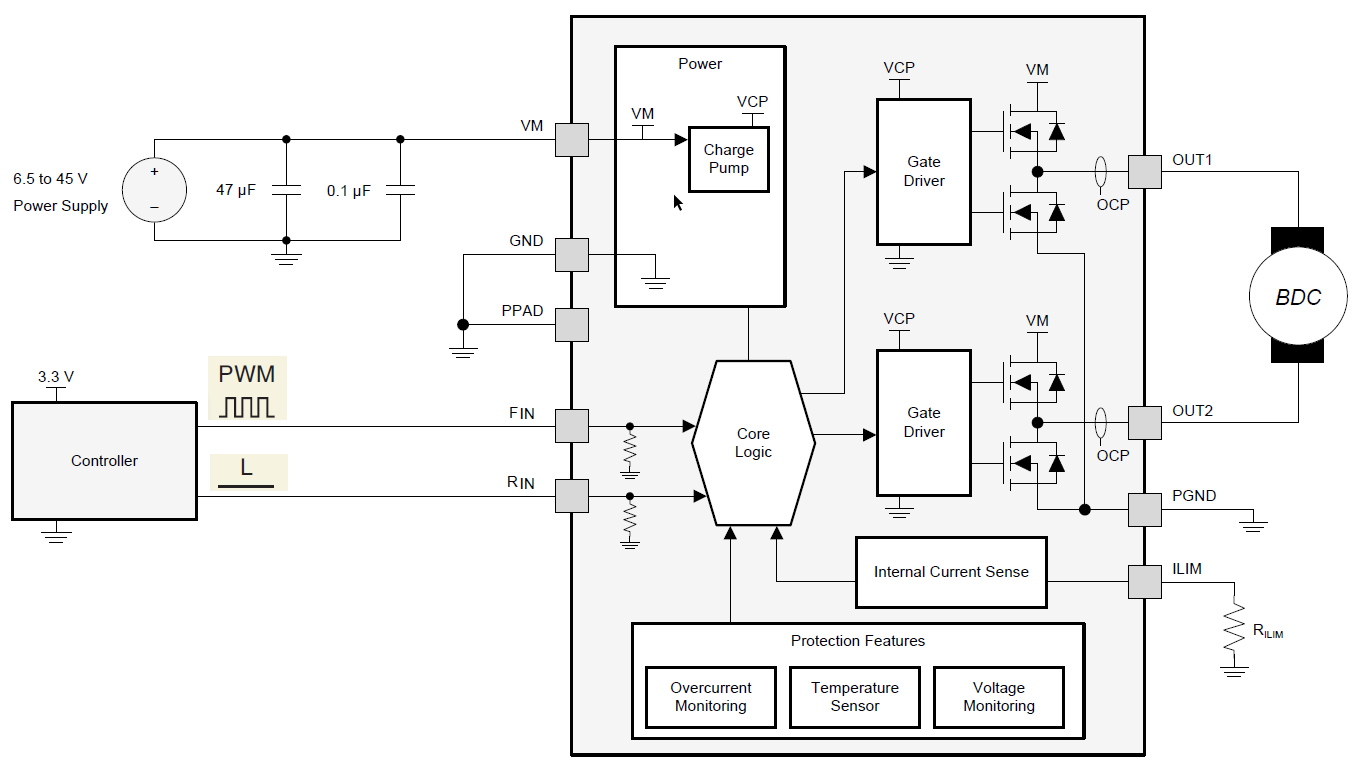 Power
VM
VCP
Charge
Pump
VM
6.5 to 45 V
Power Supply
+
–
47 µF
0.1 µF
GND
PPAD
3.3 V
PWM
Controller
L
FIN
RIN
Core
Logic
VCP
Gate
Driver
VM
OCP
OUT1
BDC
VCP
Gate
Driver
VM
OCP
OUT2
PGND
Internal Current Sense
ILIM
RILIM
Protection Features
Overcurrent
Monitoring
Temperature
Sensor
Voltage
Monitoring